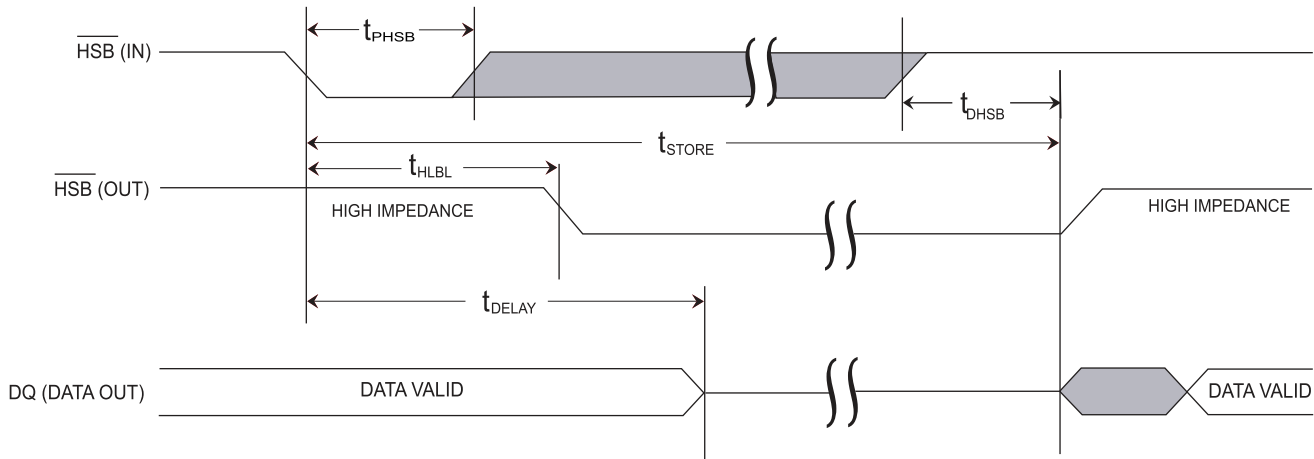 tPHSB
HSB (IN)
tDHSB
tSTORE
tHLBL
HSB (OUT)
HIGH IMPEDANCE
HIGH IMPEDANCE
tDELAY
DQ (DATA OUT)
DATA VALID
DATA VALID